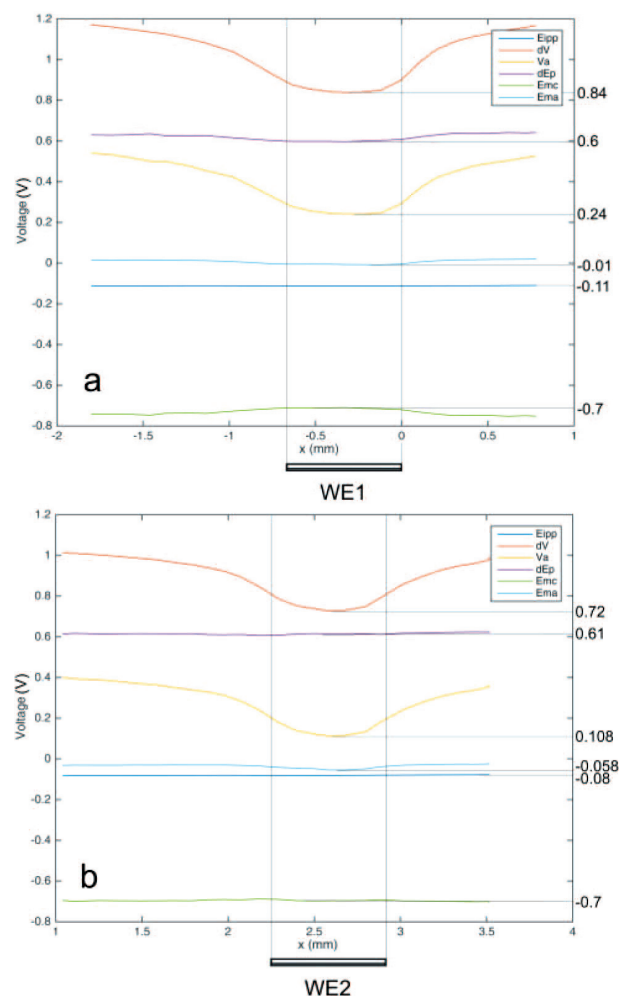 1.2
1
0.8
0.6
0.4
0.2
0
-0.2
-0.4
-0.6
-0.8
Voltage (V)
Eipp
dV
Va
dEp
Emc
Ema
0.84
0.6
0.24
-0.01
-0.11
-0.7
a
-2 -1.5 -1 -0.5 0 0.5 1
x (mm)
WE1
1.2
1
0.8
0.6
0.4
0.2
0
-0.2
-0.4
-0.6
-0.8
Voltage (V)
Eipp
dV
Va
dEp
Emc
Ema
0.72
0.61
0.108
-0.058
-0.08
-0.7
b
1 1.5 2 2.5 3 3.5 4
x (mm)
WE2